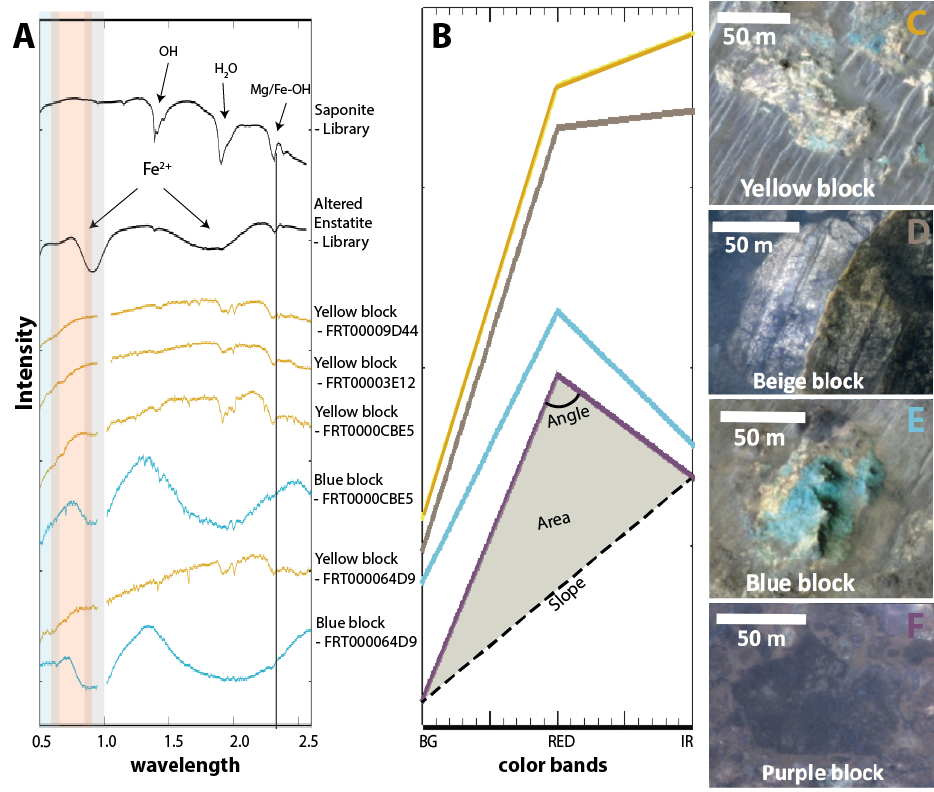 A
OH
H2O
Mg/Fe-OH
Saponite
- Library
Fe2+
Altered
Enstatite
- Library
Yellow block
- FRT00009D44
Yellow block
- FRT00003E12
Yellow block
- FRT0000CBE5
Blue block
- FRT0000CBE5
Yellow block
- FRT000064D9
Blue block
- FRT000064D9
Intensity
0.5 1.0 1.5 2.0 2.5
wavelength
B
Angle
Area
Slope
BG RED IR
color bands
C
50 m
Yellow block
D
50 m
Beige block
E
50 m
Blue block
F
50 m
Purple block